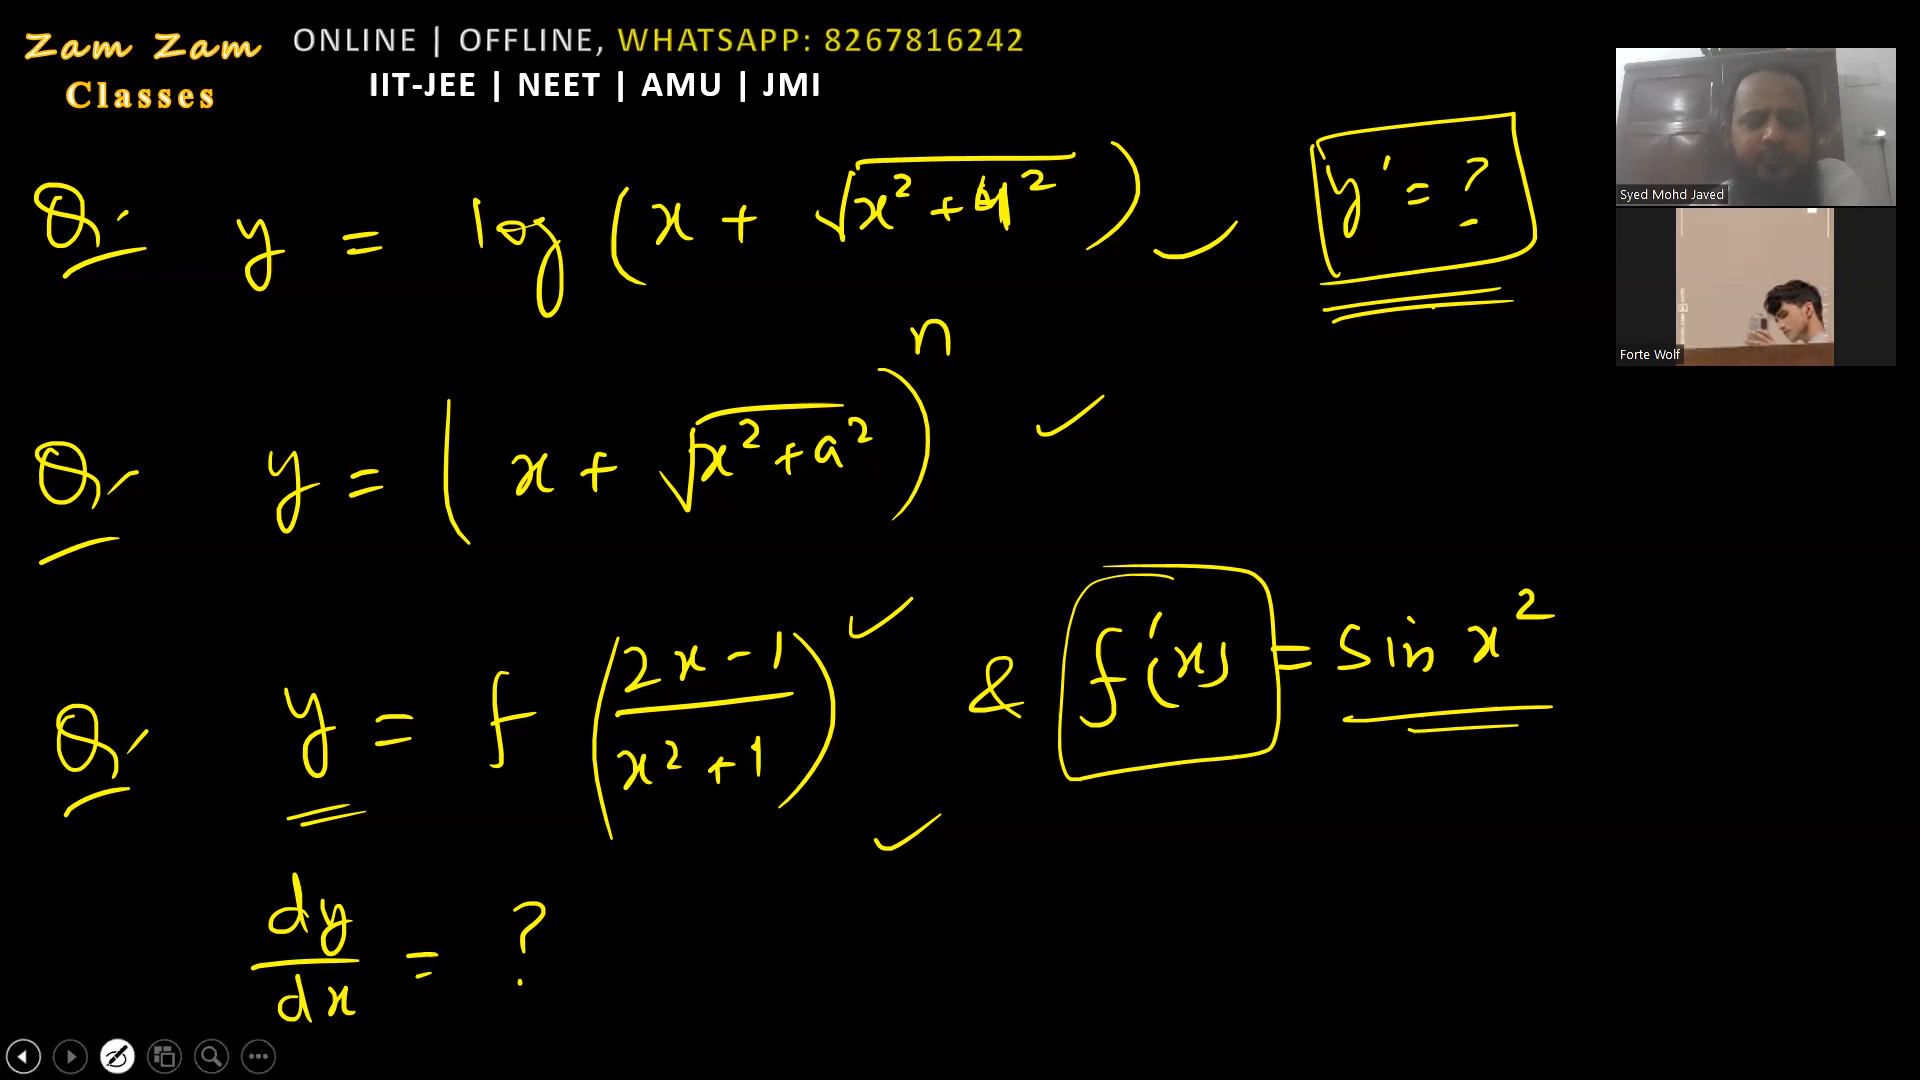 Zam Zam Classes
ONLINE | OFFLINE, WHATSAPP: 8267816242
IIT-JEE | NEET | AMU | JMI
Q. y = log (x + √(x² + 4²)) y' = ?
Syed Mohd Javed
Forte Wolf
Q. y = (x + √(x² + a²))ⁿ
Q. y = f((2x - 1)/(x² + 1)) & f'(x) = sin x²
dy/dx = ?